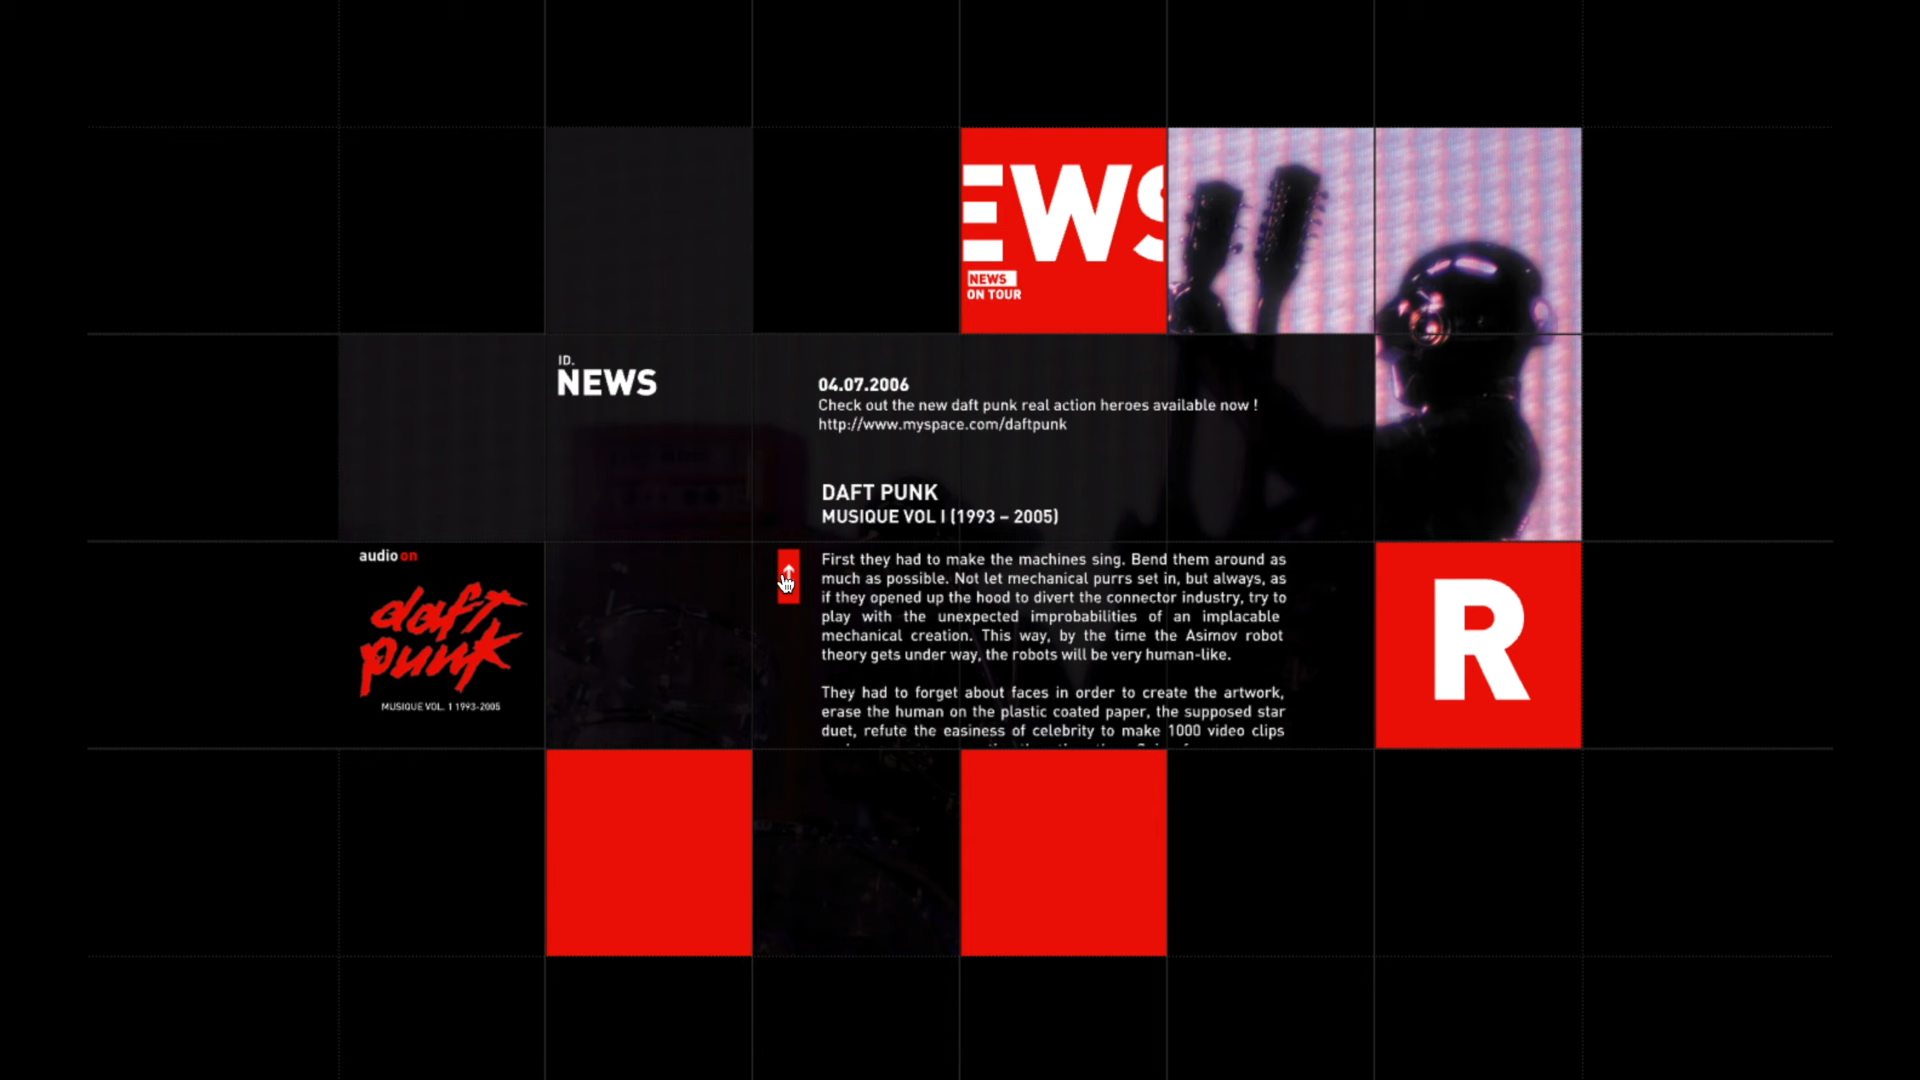 EWS
NEWS
ON TOUR
ID.
NEWS
04.07.2006
Check out the new daft punk real action heroes available now !
http://www.myspace.com/daftpunk
DAFT PUNK
MUSIQUE VOL I (1993 – 2005)
audio on
daft
punk
MUSIQUE VOL. 1 1993-2005
First they had to make the machines sing. Bend them around as
much as possible. Not let mechanical purrs set in, but always, as
if they opened up the hood to divert the connector industry, try to
play with the unexpected improbabilities of an implacable
mechanical creation. This way, by the time the Asimov robot
theory gets under way, the robots will be very human-like.
They had to forget about faces in order to create the artwork,
erase the human on the plastic coated paper, the supposed star
duet, refute the easiness of celebrity to make 1000 video clips
R